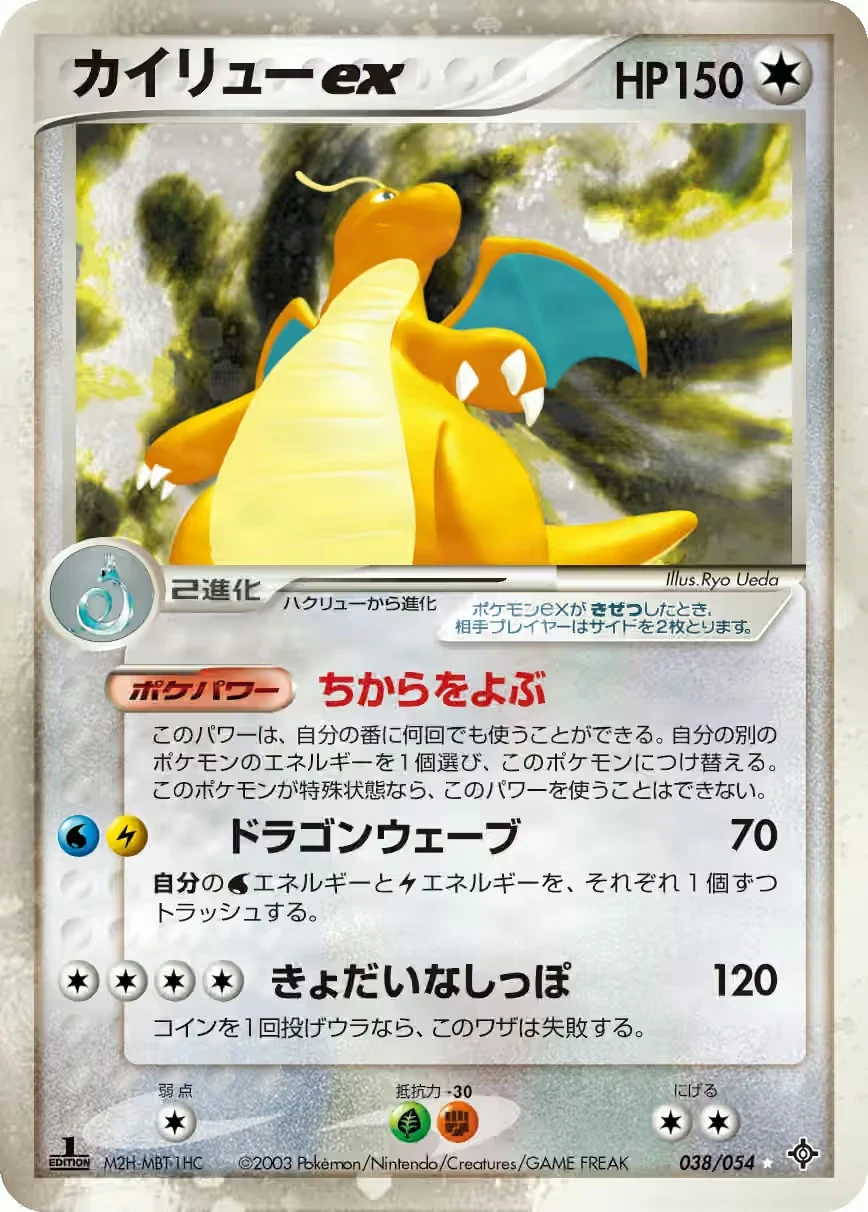 カイリューex HP150
Illus.Ryo Ueda
2進化
ハクリューから進化
ポケモンexが きぜつしたとき、
相手プレイヤーはサイドを2枚とります。
ポケパワー ちからをよぶ
このパワーは、自分の番に何回でも使うことができる。自分の別の
ポケモンのエネルギーを1個選び、このポケモンにつけ替える。
このポケモンが特殊状態なら、このパワーを使うことはできない。
ドラゴンウェーブ 70
自分のエネルギーとエネルギーを、それぞれ1個ずつ
トラッシュする。
きょだいなしっぽ 120
コインを1回投げウラなら、このワザは失敗する。
弱点 抵抗力 -30 にげる
1 EDITION M2H-MBT-1HC ©2003 Pokémon/Nintendo/Creatures/GAME FREAK 038/054 ★